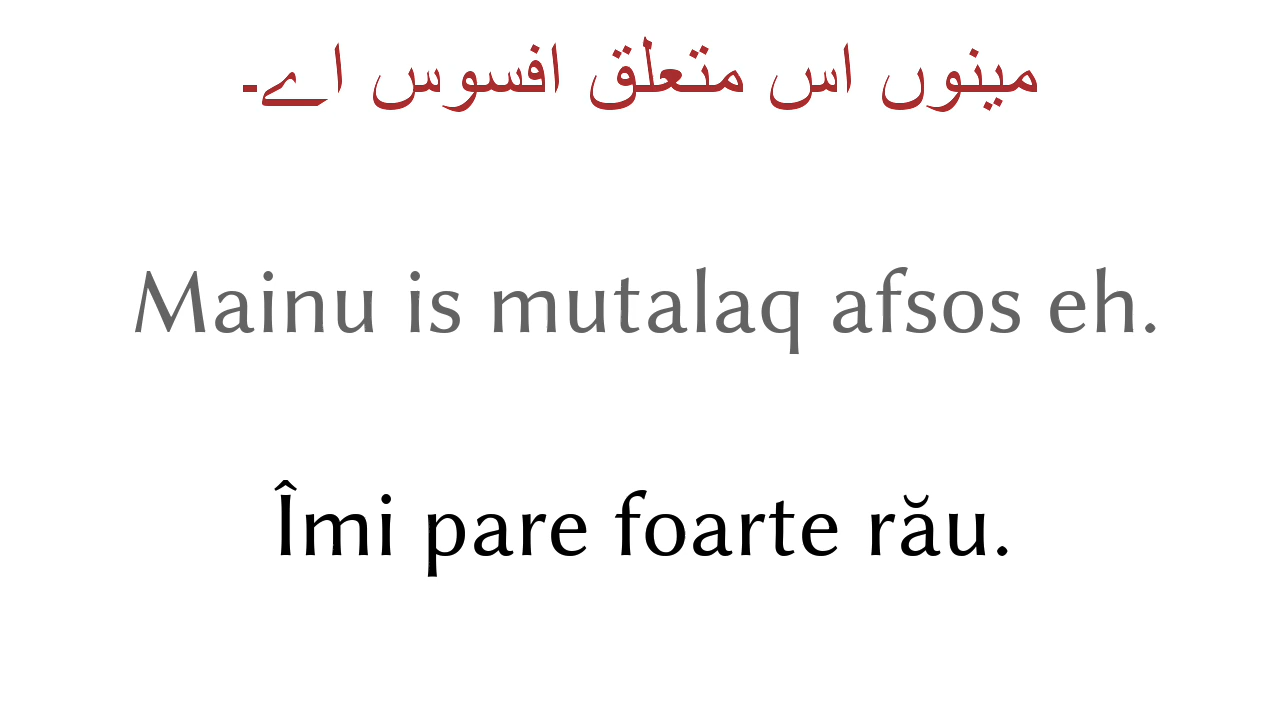 مینوں اس متعلق افسوس اے۔
Mainu is mutalaq afsos eh.
Îmi pare foarte rău.